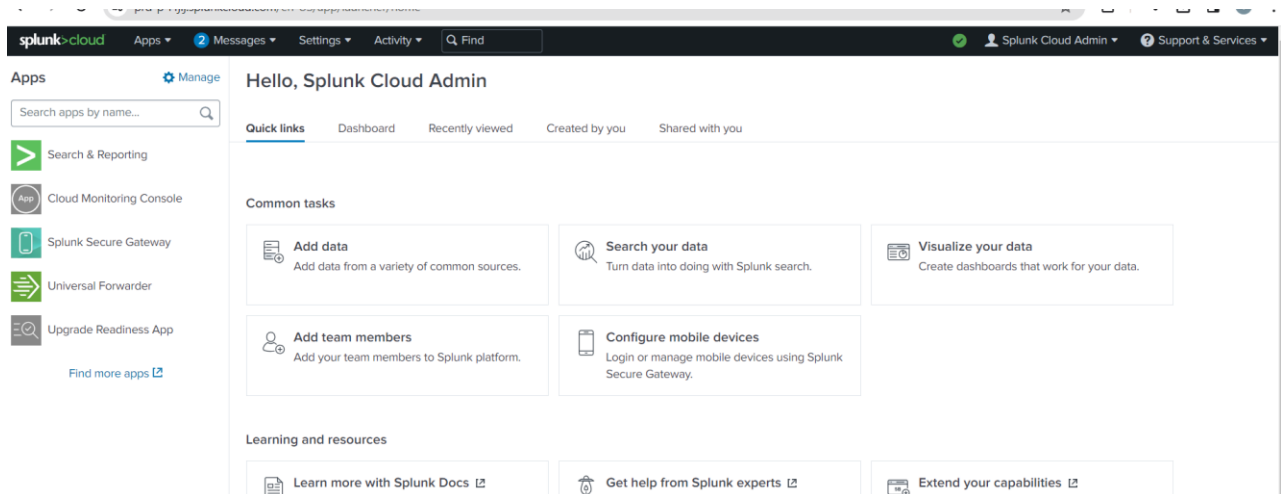 splunk>cloud Apps 2 Messages Settings Activity Find Splunk Cloud Admin Support & Services
Apps Manage
Search apps by name...
Search & Reporting
App Cloud Monitoring Console
Splunk Secure Gateway
Universal Forwarder
Upgrade Readiness App
Find more apps
Hello, Splunk Cloud Admin
Quick links Dashboard Recently viewed Created by you Shared with you
Common tasks
Add data
Add data from a variety of common sources.
Search your data
Turn data into doing with Splunk search.
Visualize your data
Create dashboards that work for your data.
Add team members
Add your team members to Splunk platform.
Configure mobile devices
Login or manage mobile devices using Splunk
Secure Gateway.
Learning and resources
Learn more with Splunk Docs
Get help from Splunk experts
Extend your capabilities